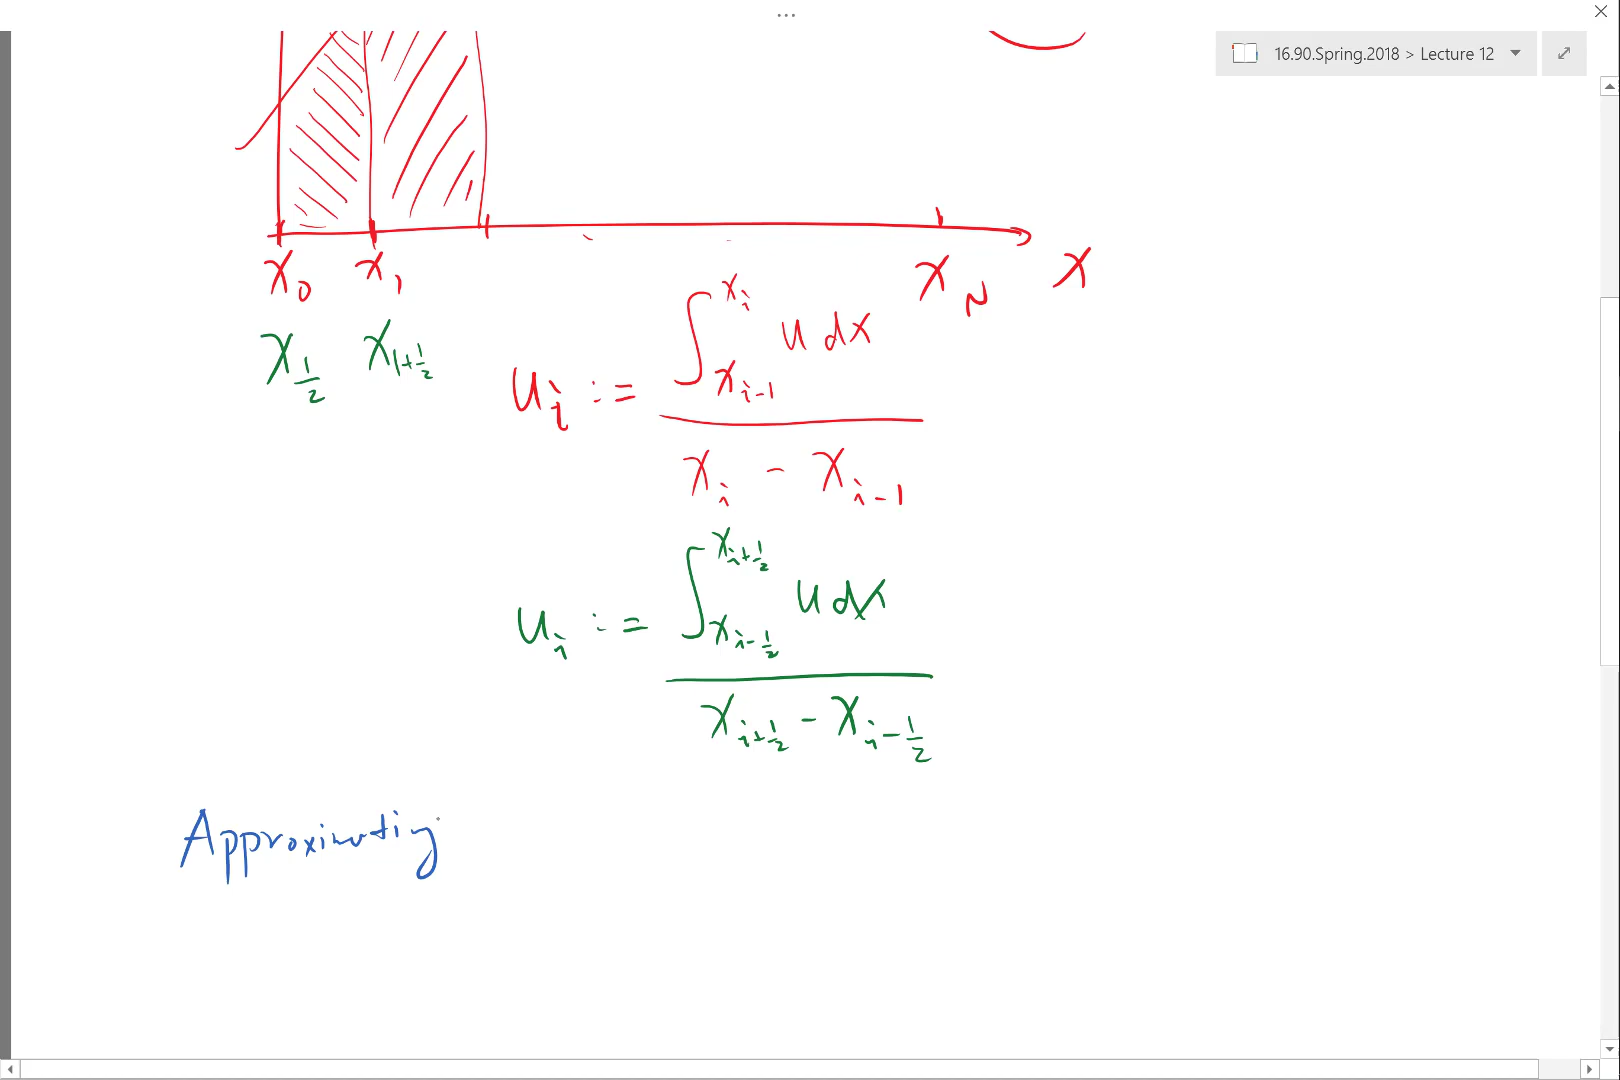 16.90.Spring.2018 > Lecture 12
x₀ x₁ x_N x
x_{1/2} x_{1+1/2}
u_i := ∫_{x_{i-1}}^{x_i} u dx / (x_i - x_{i-1})
u_i := ∫_{x_{i-1/2}}^{x_{i+1/2}} u dx / (x_{i+1/2} - x_{i-1/2})
Approximating